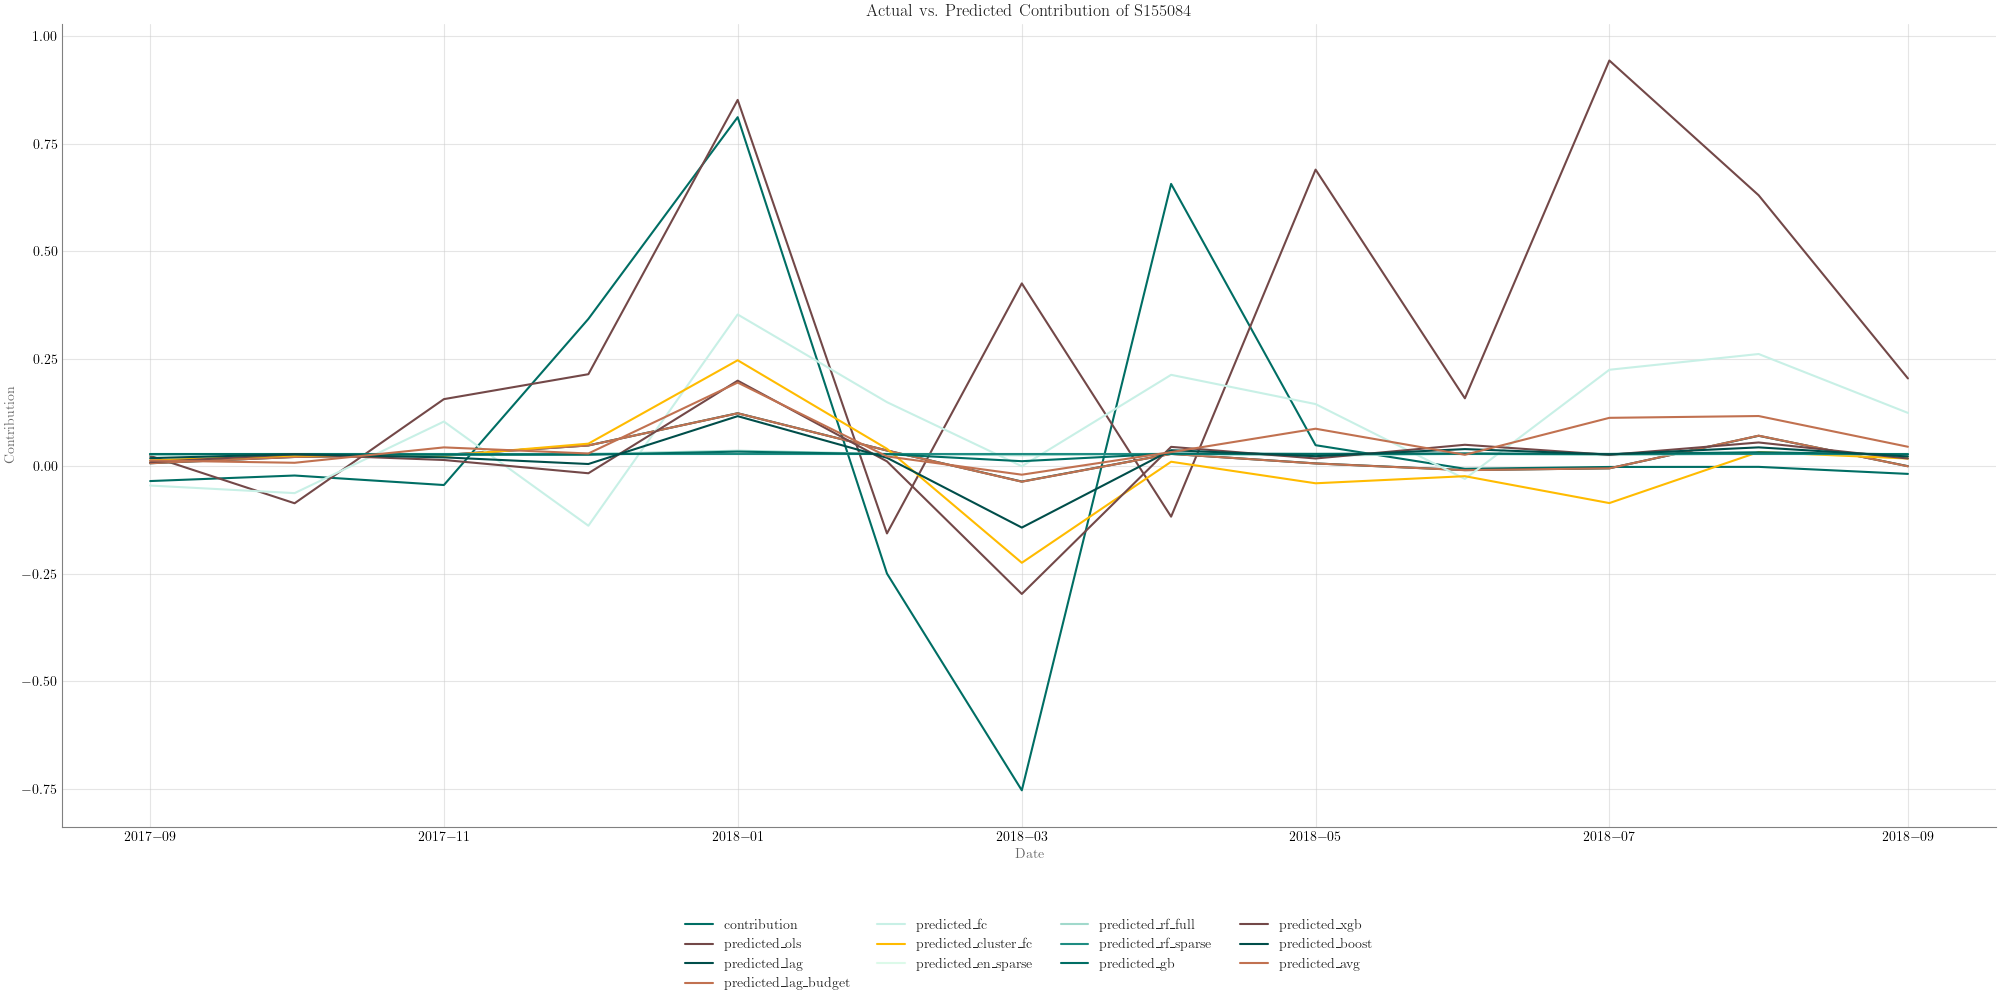 Actual vs. Predicted Contribution of S155084
1.00
0.75
0.50
0.25
0.00
−0.25
−0.50
−0.75
Contribution
2017−09 2017−11 2018−01 2018−03 2018−05 2018−07 2018−09
Date
contribution predicted_fc predicted_rf_full predicted_xgb
predicted_ols predicted_cluster_fc predicted_rf_sparse predicted_boost
predicted_lag predicted_en_sparse predicted_gb predicted_avg
predicted_lag_budget